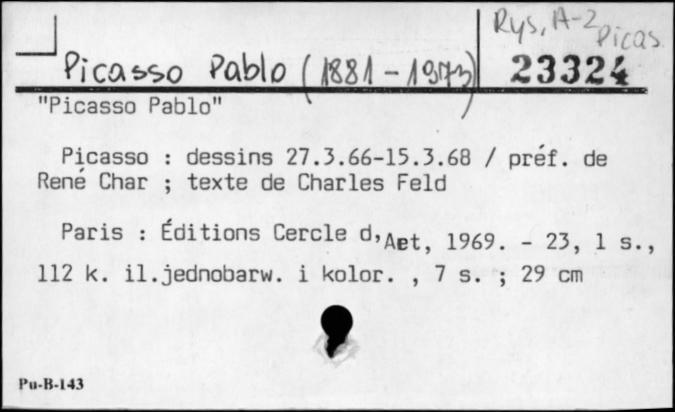 Rys, A-Z
Picas.
Picasso Pablo (1881-1973)
23324
"Picasso Pablo"
Picasso : dessins 27.3.66-15.3.68 / préf. de
René Char ; texte de Charles Feld
Paris : Éditions Cercle d,Aet, 1969. - 23, 1 s.,
112 k. il.jednobarw. i kolor. , 7 s. ; 29 cm
Pu-B-143